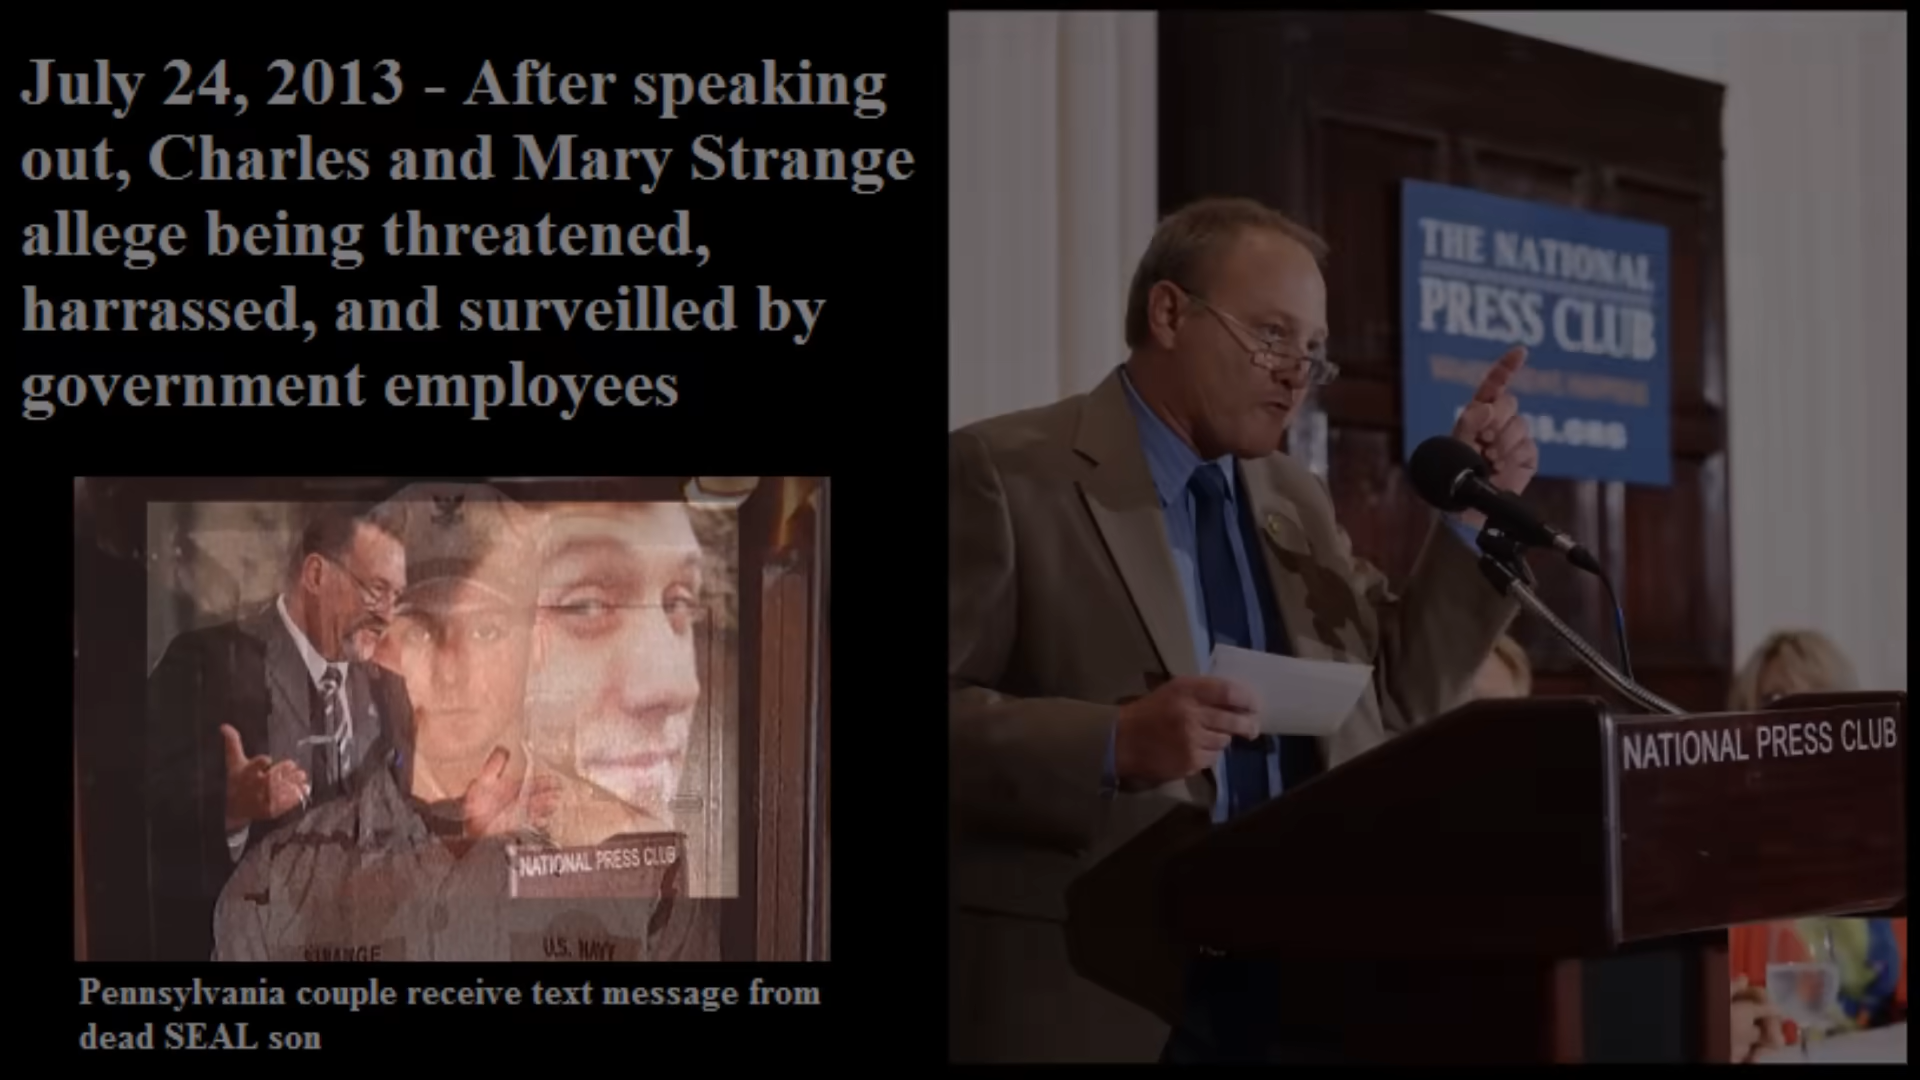 July 24, 2013 - After speaking
out, Charles and Mary Strange
allege being threatened,
harrassed, and surveilled by
government employees
THE NATIONAL
PRESS CLUB
NATIONAL PRESS CLUB
NATIONAL PRESS CLUB
STRANGE
U.S. NAVY
Pennsylvania couple receive text message from
dead SEAL son